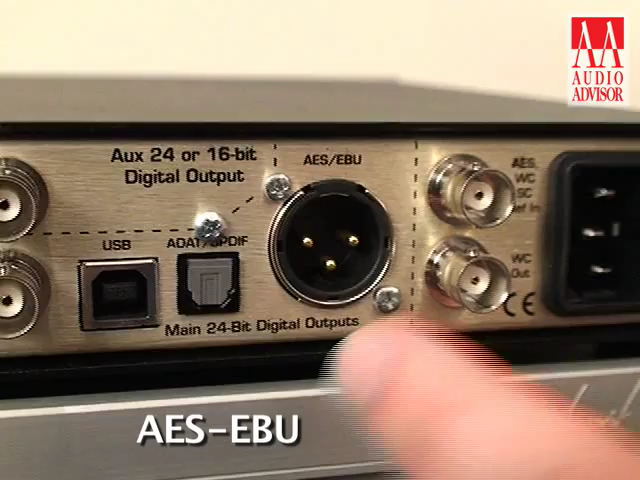 AA
AUDIO
ADVISOR
Aux 24 or 16-bit
Digital Output
AES/EBU
AES,
WC
SC
Ref In
USB
ADAT/SPDIF
WC
Out
CE
Main 24-Bit Digital Outputs
AES-EBU